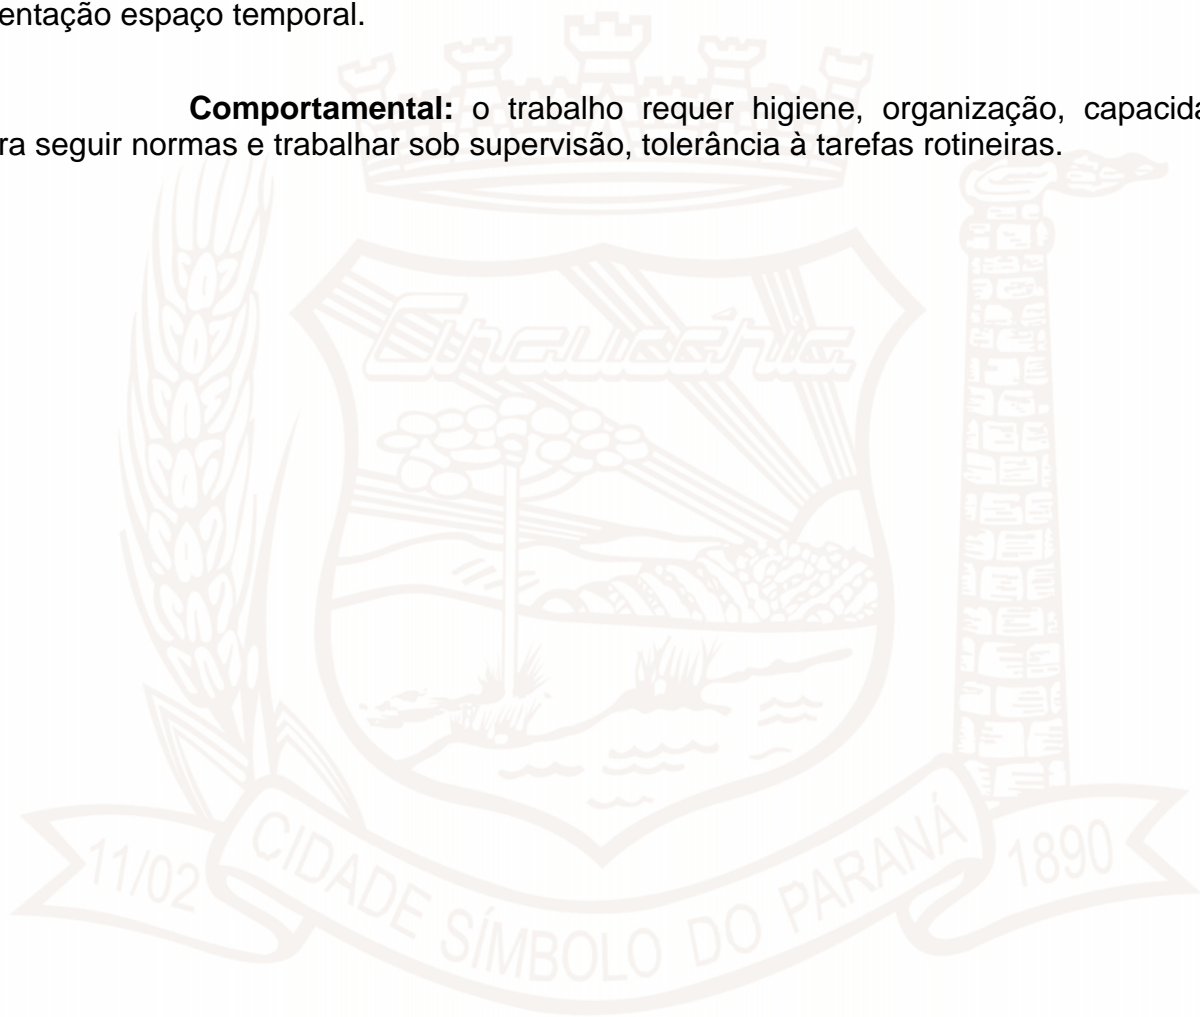 entação espaço temporal.
Comportamental: o trabalho requer higiene, organização, capacida
ra seguir normas e trabalhar sob supervisão, tolerância à tarefas rotineiras.
Araucária
11/02
CIDADE SÍMBOLO DO PARANÁ
1890